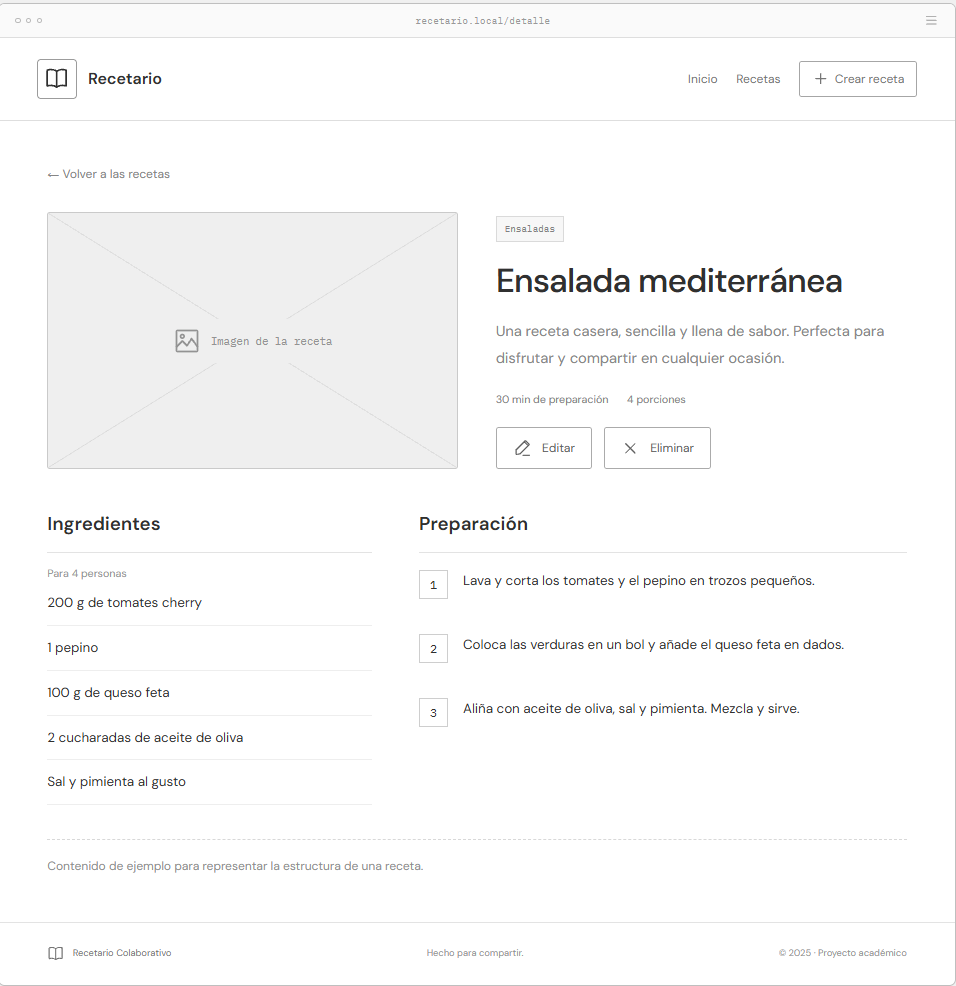 recetario.local/detalle
Recetario
Inicio
Recetas
Crear receta
← Volver a las recetas
Imagen de la receta
Ensaladas
Ensalada mediterránea
Una receta casera, sencilla y llena de sabor. Perfecta para
disfrutar y compartir en cualquier ocasión.
30 min de preparación
4 porciones
Editar
Eliminar
Ingredientes
Para 4 personas
200 g de tomates cherry
1 pepino
100 g de queso feta
2 cucharadas de aceite de oliva
Sal y pimienta al gusto
Preparación
1
Lava y corta los tomates y el pepino en trozos pequeños.
2
Coloca las verduras en un bol y añade el queso feta en dados.
3
Aliña con aceite de oliva, sal y pimienta. Mezcla y sirve.
Contenido de ejemplo para representar la estructura de una receta.
Recetario Colaborativo
Hecho para compartir.
© 2025 · Proyecto académico